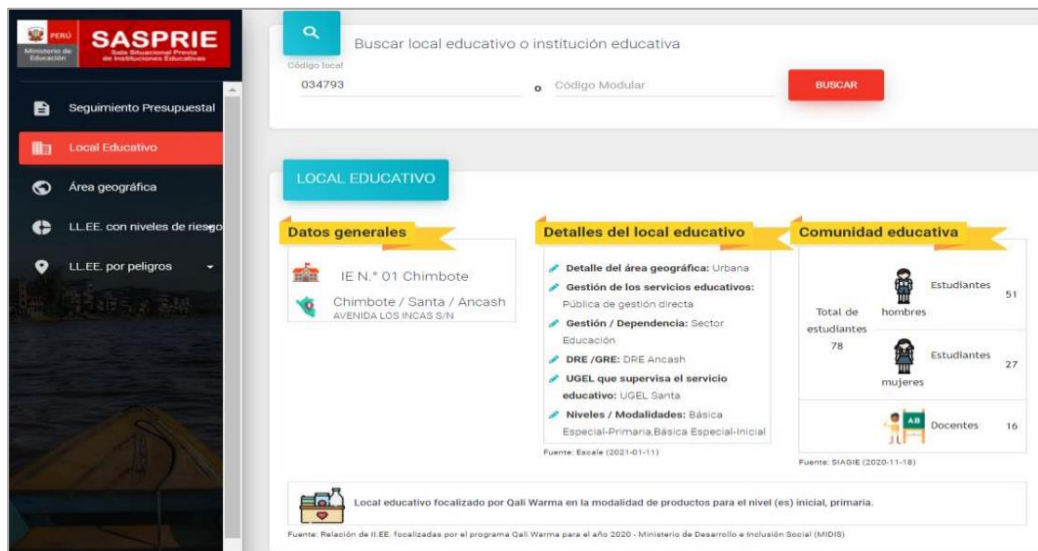 PERÚ
Ministerio de
Educación
SASPRIE
Sala Situacional Previa
de Instituciones Educativas
Seguimiento Presupuestal
Local Educativo
Área geográfica
LL.EE. con niveles de riesgo
LL.EE. por peligros
Buscar local educativo o institución educativa
Código local
034793
o
Código Modular
BUSCAR
LOCAL EDUCATIVO
Datos generales
IE N.° 01 Chimbote
Chimbote / Santa / Ancash
AVENIDA LOS INCAS S/N
Detalles del local educativo
Detalle del área geográfica: Urbana
Gestión de los servicios educativos:
Pública de gestión directa
Gestión / Dependencia: Sector
Educación
DRE /GRE: DRE Ancash
UGEL que supervisa el servicio
educativo: UGEL Santa
Niveles / Modalidades: Básica
Especial-Primaria,Básica Especial-Inicial
Fuente: Escale (2021-01-11)
Comunidad educativa
Total de
estudiantes
78
Estudiantes
hombres
51
Estudiantes
mujeres
27
AB
Docentes
16
Fuente: SIAGIE (2020-11-18)
Local educativo focalizado por Qali Warma en la modalidad de productos para el nivel (es) inicial, primaria.
Fuente: Relación de II.EE. focalizadas por el programa Qali Warma para el año 2020 - Ministerio de Desarrollo e Inclusión Social (MIDIS)